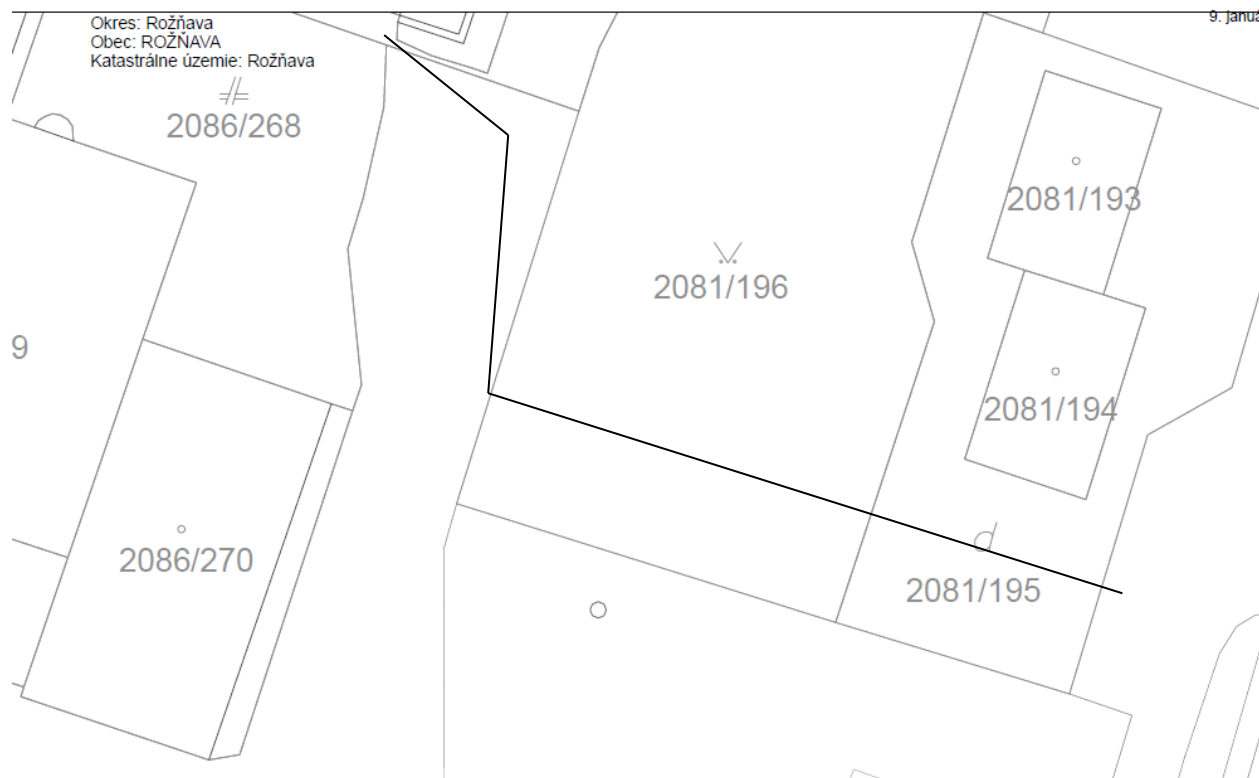 Okres: Rožňava
Obec: ROŽŇAVA
Katastrálne územie: Rožňava
9. januá
2086/268
2081/193
2081/196
9
2081/194
2086/270
2081/195